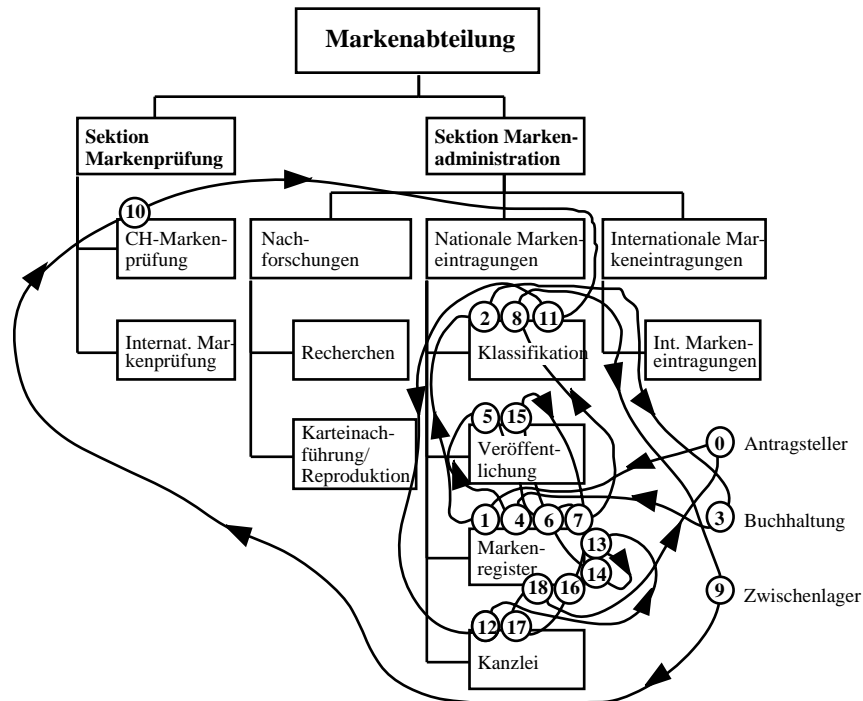 Markenabteilung
Sektion
Markenprüfung
Sektion Marken-
administration
10
CH-Marken-
prüfung
Nach-
forschungen
Nationale Marken-
eintragungen
Internationale Mar-
keneintragungen
2
8
11
Internat. Mar-
kenprüfung
Recherchen
Klassifikation
Int. Marken-
eintragungen
5
15
Karteinach-
führung/
Reproduktion
Veröffent-
lichung
0
Antragsteller
1
4
6
7
3
Buchhaltung
Marken-
register
13
14
18
16
9
Zwischenlager
12
17
Kanzlei